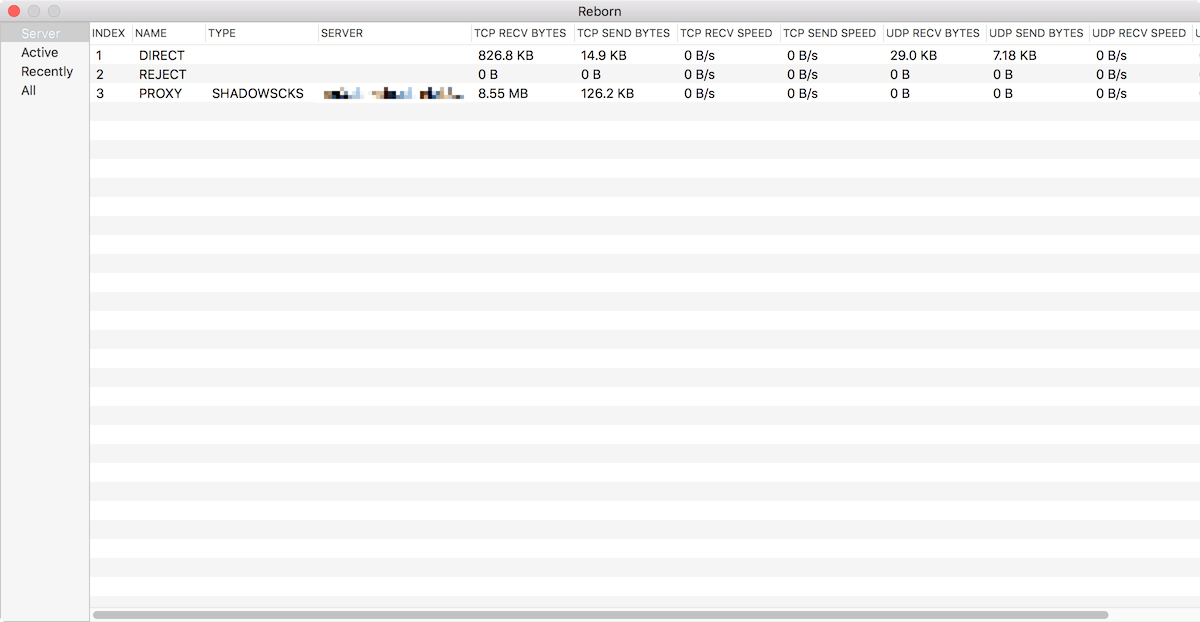 Reborn
Server
Active
Recently
All
INDEX NAME TYPE SERVER TCP RECV BYTES TCP SEND BYTES TCP RECV SPEED TCP SEND SPEED UDP RECV BYTES UDP SEND BYTES UDP RECV SPEED
1 DIRECT 826.8 KB 14.9 KB 0 B/s 0 B/s 29.0 KB 7.18 KB 0 B/s
2 REJECT 0 B 0 B 0 B/s 0 B/s 0 B 0 B 0 B/s
3 PROXY SHADOWSCKS 8.55 MB 126.2 KB 0 B/s 0 B/s 0 B 0 B 0 B/s